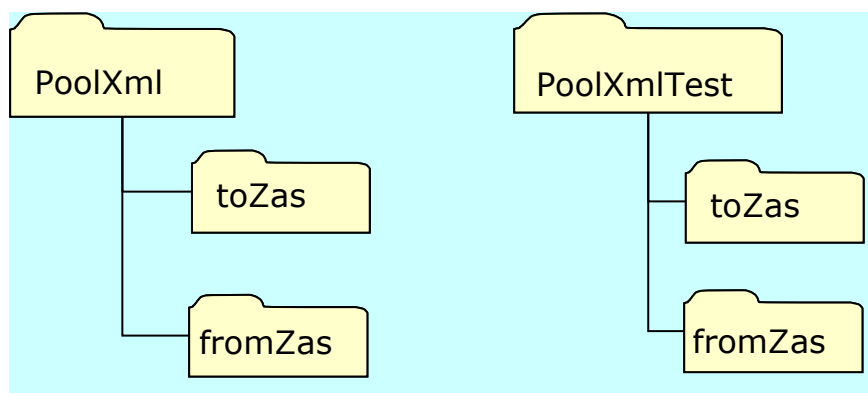 PoolXml
toZas
fromZas
PoolXmlTest
toZas
fromZas